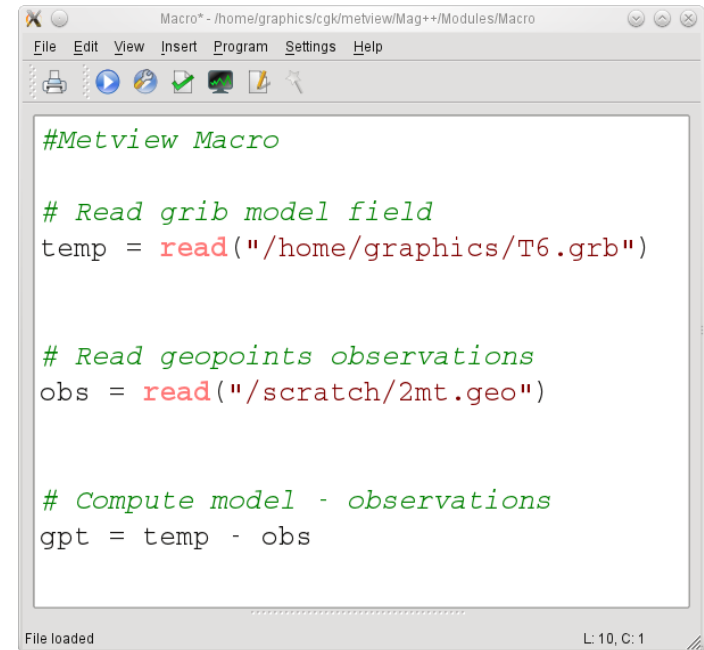 Macro* - /home/graphics/cgk/metview/Mag++/Modules/Macro
File Edit View Insert Program Settings Help
#Metview Macro
# Read grib model field
temp = read("/home/graphics/T6.grb")
# Read geopoints observations
obs = read("/scratch/2mt.geo")
# Compute model - observations
gpt = temp - obs
File loaded L: 10, C: 1